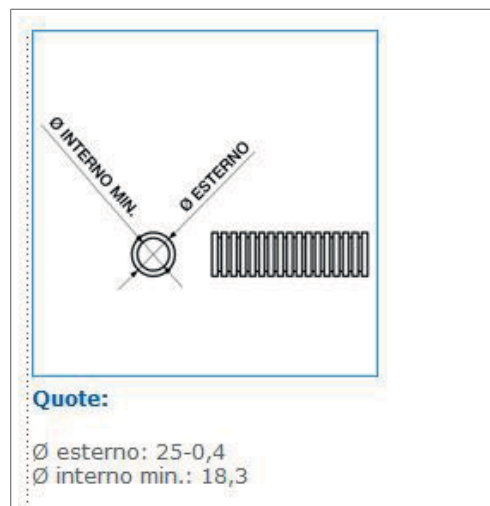 Ø INTERNO MIN.
Ø ESTERNO
Quote:
Ø esterno: 25-0,4
Ø interno min.: 18,3